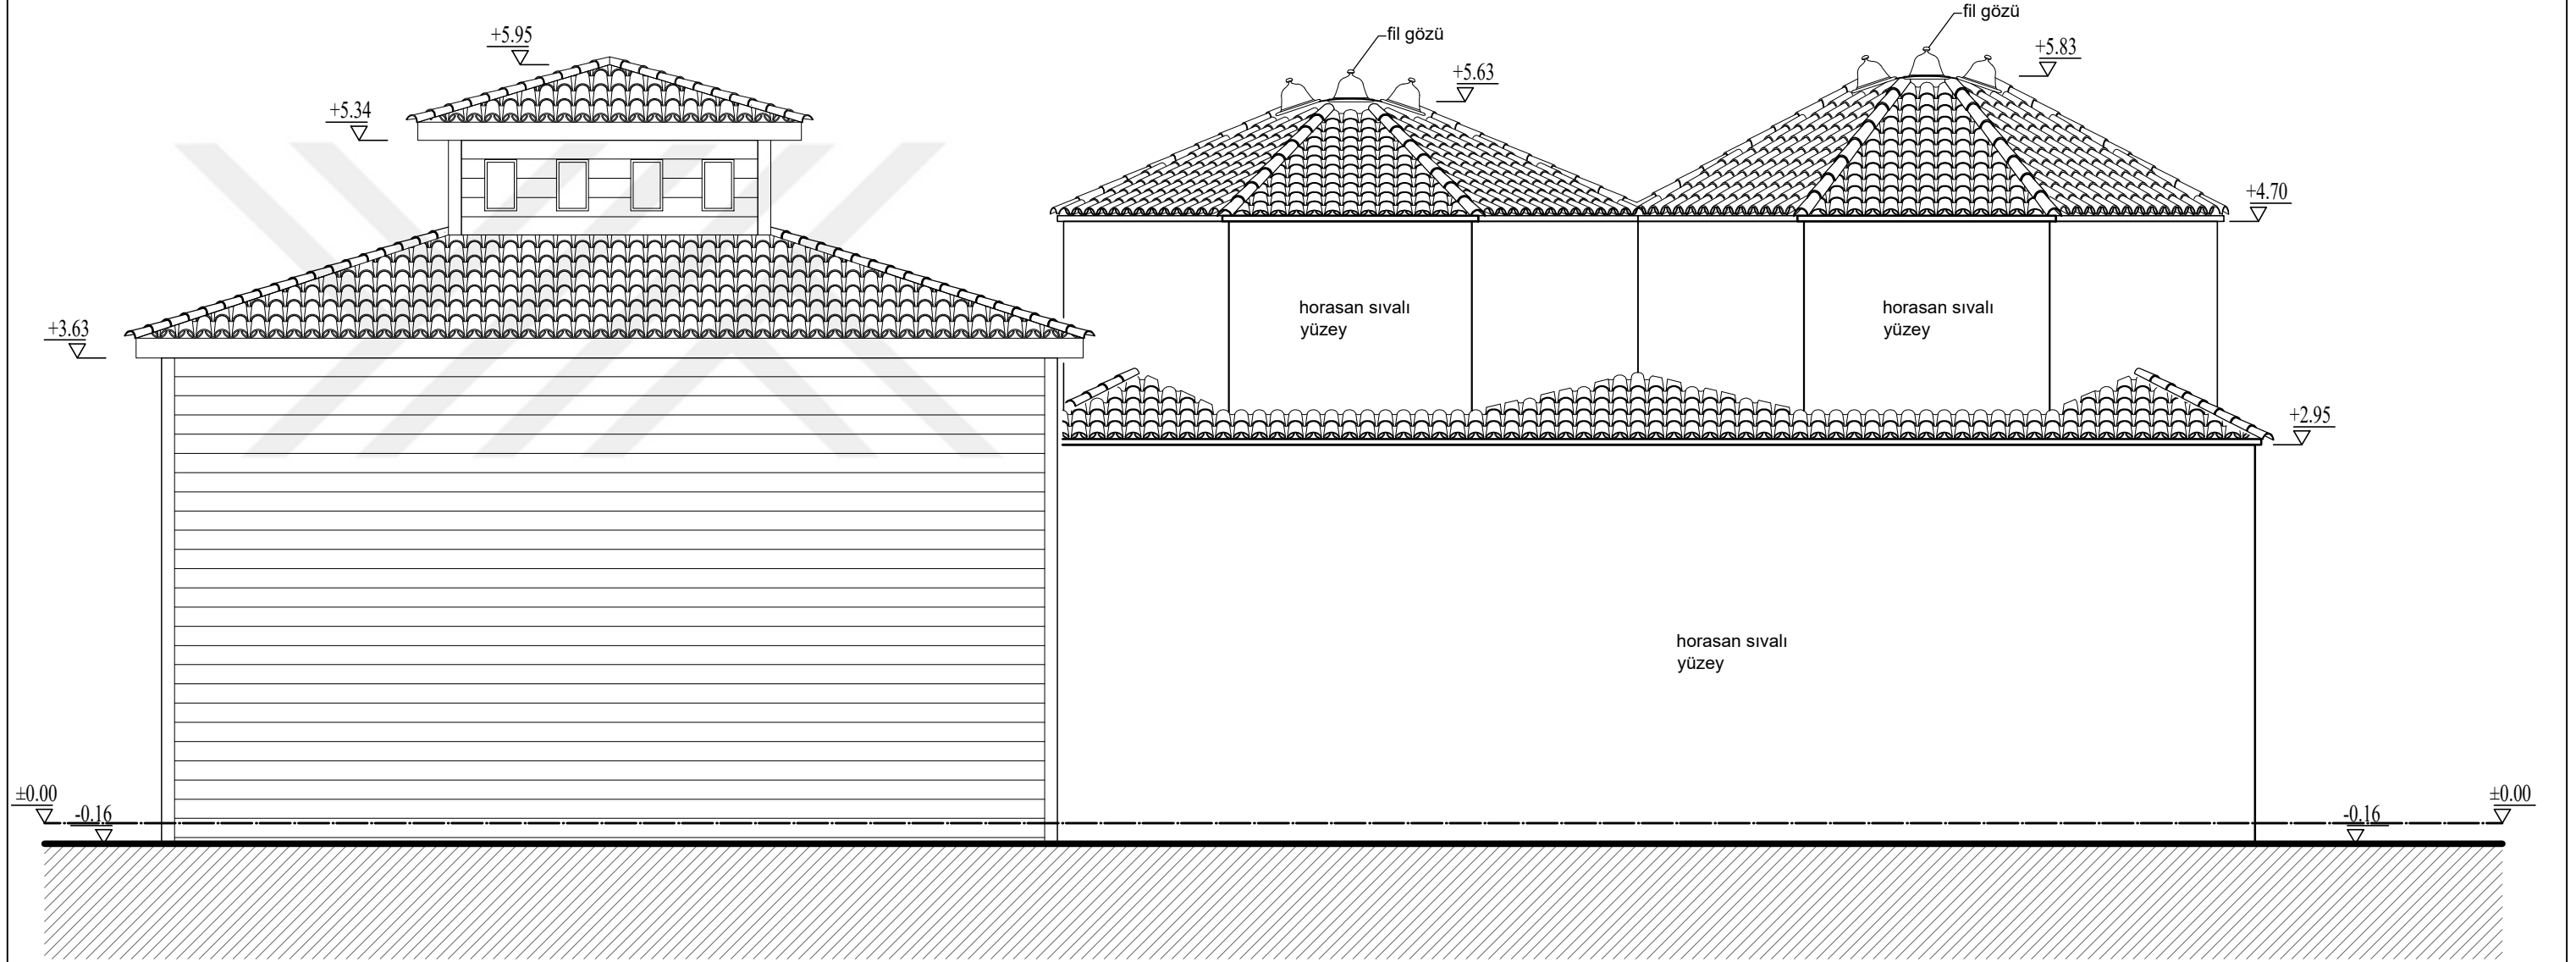 fil gözü
+5.95
fil gözü
+5.83
+5.63
+5.34
+4.70
horasan sıvalı
yüzey
horasan sıvalı
yüzey
+3.63
+2.95
horasan sıvalı
yüzey
±0.00
-0.16
-0.16
±0.00